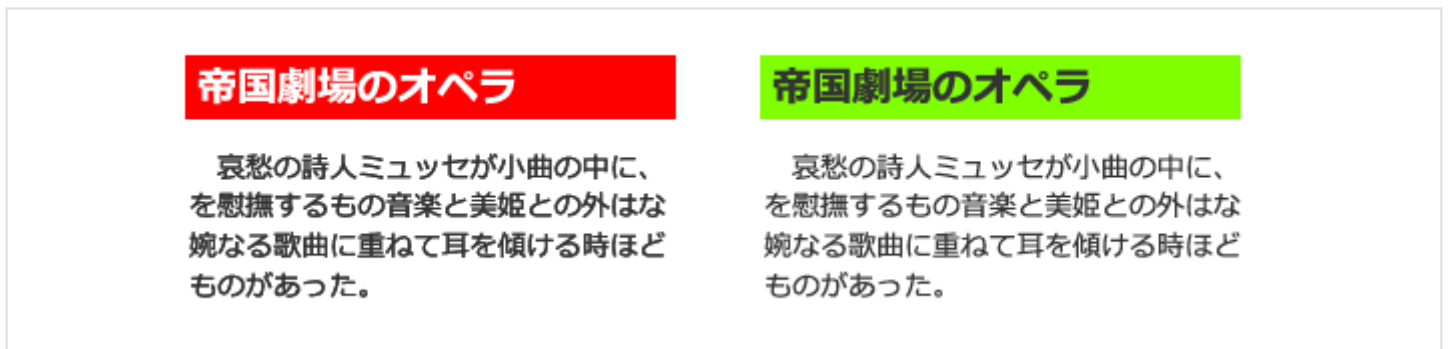 帝国劇場のオペラ
哀愁の詩人ミュッセが小曲の中に、
を慰撫するもの音楽と美姫との外はな
婉なる歌曲に重ねて耳を傾ける時ほど
ものがあった。
帝国劇場のオペラ
哀愁の詩人ミュッセが小曲の中に、
を慰撫するもの音楽と美姫との外はな
婉なる歌曲に重ねて耳を傾ける時ほど
ものがあった。